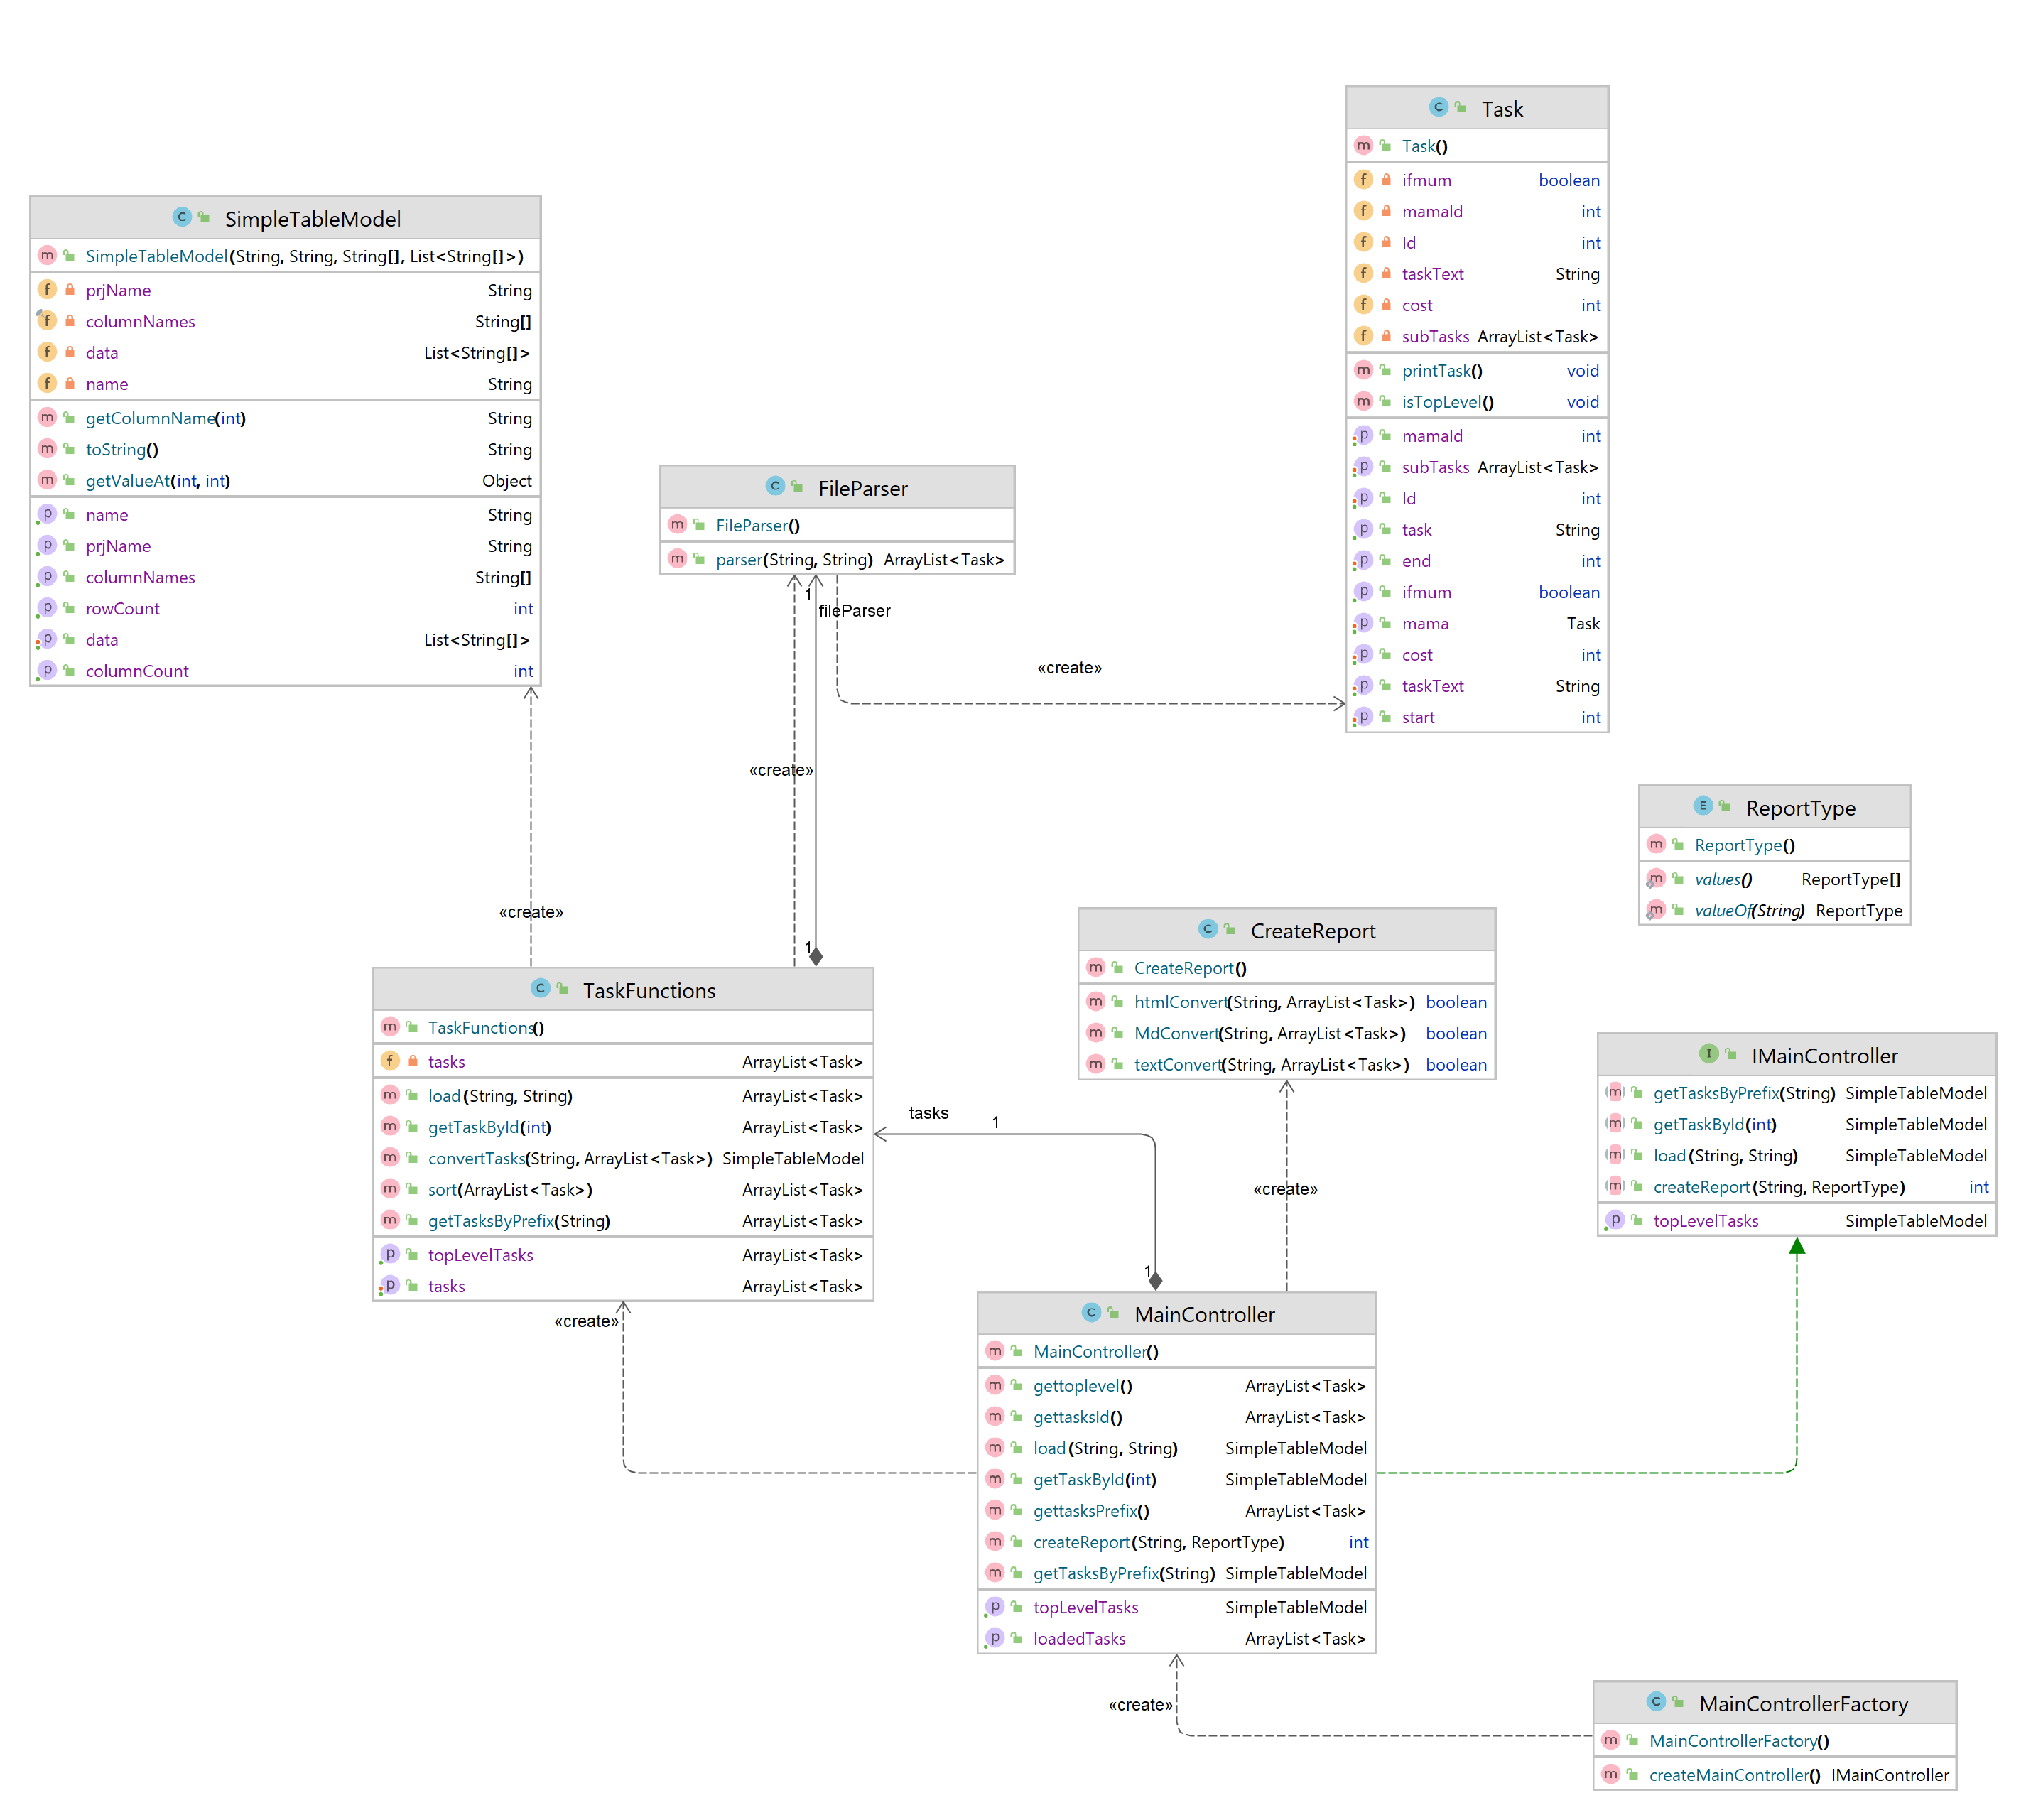 Task
Task()
ifmum boolean
mamaId int
Id int
taskText String
cost int
subTasks ArrayList<Task>
printTask() void
isTopLevel() void
mamaId int
subTasks ArrayList<Task>
Id int
task String
end int
ifmum boolean
mama Task
cost int
taskText String
start int
SimpleTableModel
SimpleTableModel(String, String, String[], List<String[]>)
prjName String
columnNames String[]
data List<String[]>
name String
getColumnName(int) String
toString() String
getValueAt(int, int) Object
name String
prjName String
columnNames String[]
rowCount int
data List<String[]>
columnCount int
FileParser
FileParser()
parser(String, String) ArrayList<Task>
1
fileParser
«create»
«create»
«create»
1
ReportType
ReportType()
values() ReportType[]
valueOf(String) ReportType
CreateReport
CreateReport()
htmlConvert(String, ArrayList<Task>) boolean
MdConvert(String, ArrayList<Task>) boolean
textConvert(String, ArrayList<Task>) boolean
TaskFunctions
TaskFunctions()
tasks ArrayList<Task>
load(String, String) ArrayList<Task>
getTaskById(int) ArrayList<Task>
convertTasks(String, ArrayList<Task>) SimpleTableModel
sort(ArrayList<Task>) ArrayList<Task>
getTasksByPrefix(String) ArrayList<Task>
topLevelTasks ArrayList<Task>
tasks ArrayList<Task>
tasks 1
«create»
1
«create»
IMainController
getTasksByPrefix(String) SimpleTableModel
getTaskById(int) SimpleTableModel
load(String, String) SimpleTableModel
createReport(String, ReportType) int
topLevelTasks SimpleTableModel
MainController
MainController()
gettoplevel() ArrayList<Task>
gettasksId() ArrayList<Task>
load(String, String) SimpleTableModel
getTaskById(int) SimpleTableModel
gettasksPrefix() ArrayList<Task>
createReport(String, ReportType) int
getTasksByPrefix(String) SimpleTableModel
topLevelTasks SimpleTableModel
loadedTasks ArrayList<Task>
«create»
MainControllerFactory
MainControllerFactory()
createMainController() IMainController